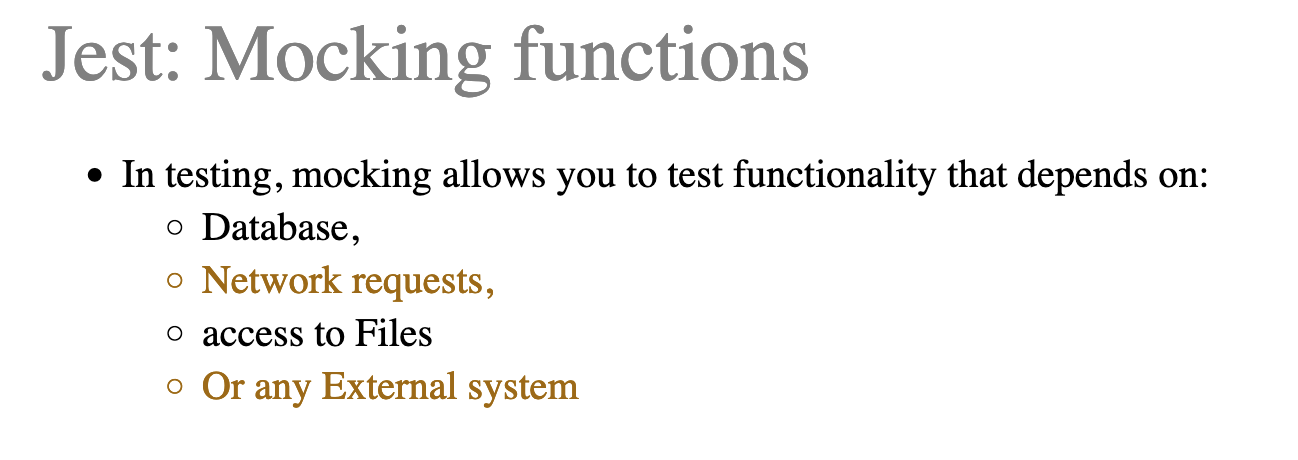 Jest: Mocking functions
In testing, mocking allows you to test functionality that depends on:
Database,
Network requests,
access to Files
Or any External system